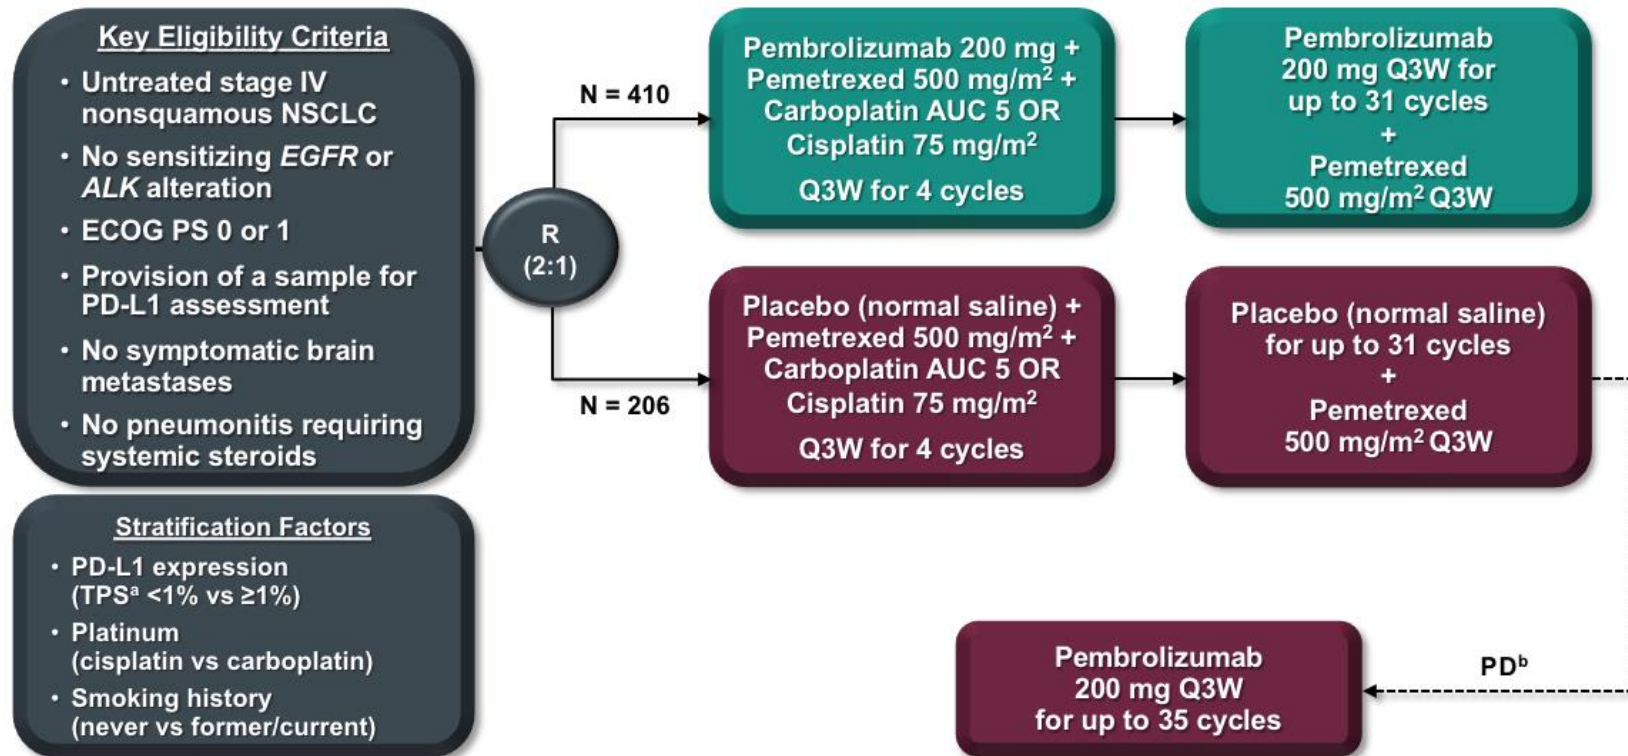 Key Eligibility Criteria
• Untreated stage IV
nonsquamous NSCLC
• No sensitizing EGFR or
ALK alteration
• ECOG PS 0 or 1
• Provision of a sample for
PD-L1 assessment
• No symptomatic brain
metastases
• No pneumonitis requiring
systemic steroids
Stratification Factors
• PD-L1 expression
(TPSᵃ <1% vs ≥1%)
• Platinum
(cisplatin vs carboplatin)
• Smoking history
(never vs former/current)
R
(2:1)
N = 410
Pembrolizumab 200 mg +
Pemetrexed 500 mg/m² +
Carboplatin AUC 5 OR
Cisplatin 75 mg/m²
Q3W for 4 cycles
Pembrolizumab
200 mg Q3W for
up to 31 cycles
+
Pemetrexed
500 mg/m² Q3W
N = 206
Placebo (normal saline) +
Pemetrexed 500 mg/m² +
Carboplatin AUC 5 OR
Cisplatin 75 mg/m²
Q3W for 4 cycles
Placebo (normal saline)
for up to 31 cycles
+
Pemetrexed
500 mg/m² Q3W
PDᵇ
Pembrolizumab
200 mg Q3W
for up to 35 cycles